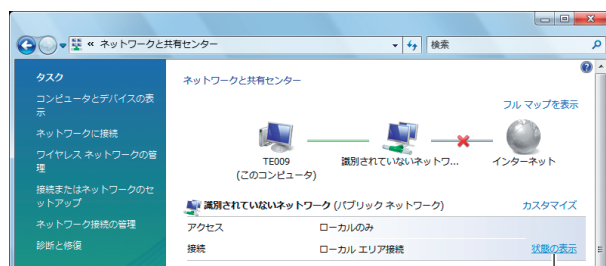 « ネットワークと共有センター
検索
タスク
コンピュータとデバイスの表
示
ネットワークに接続
ワイヤレス ネットワークの管
理
接続またはネットワークのセ
ットアップ
ネットワーク接続の管理
診断と修復
ネットワークと共有センター
フル マップを表示
TE009
(このコンピュータ)
識別されていないネットワ...
インターネット
識別されていないネットワーク (パブリック ネットワーク)
カスタマイズ
アクセス
ローカルのみ
接続
ローカル エリア接続
状態の表示